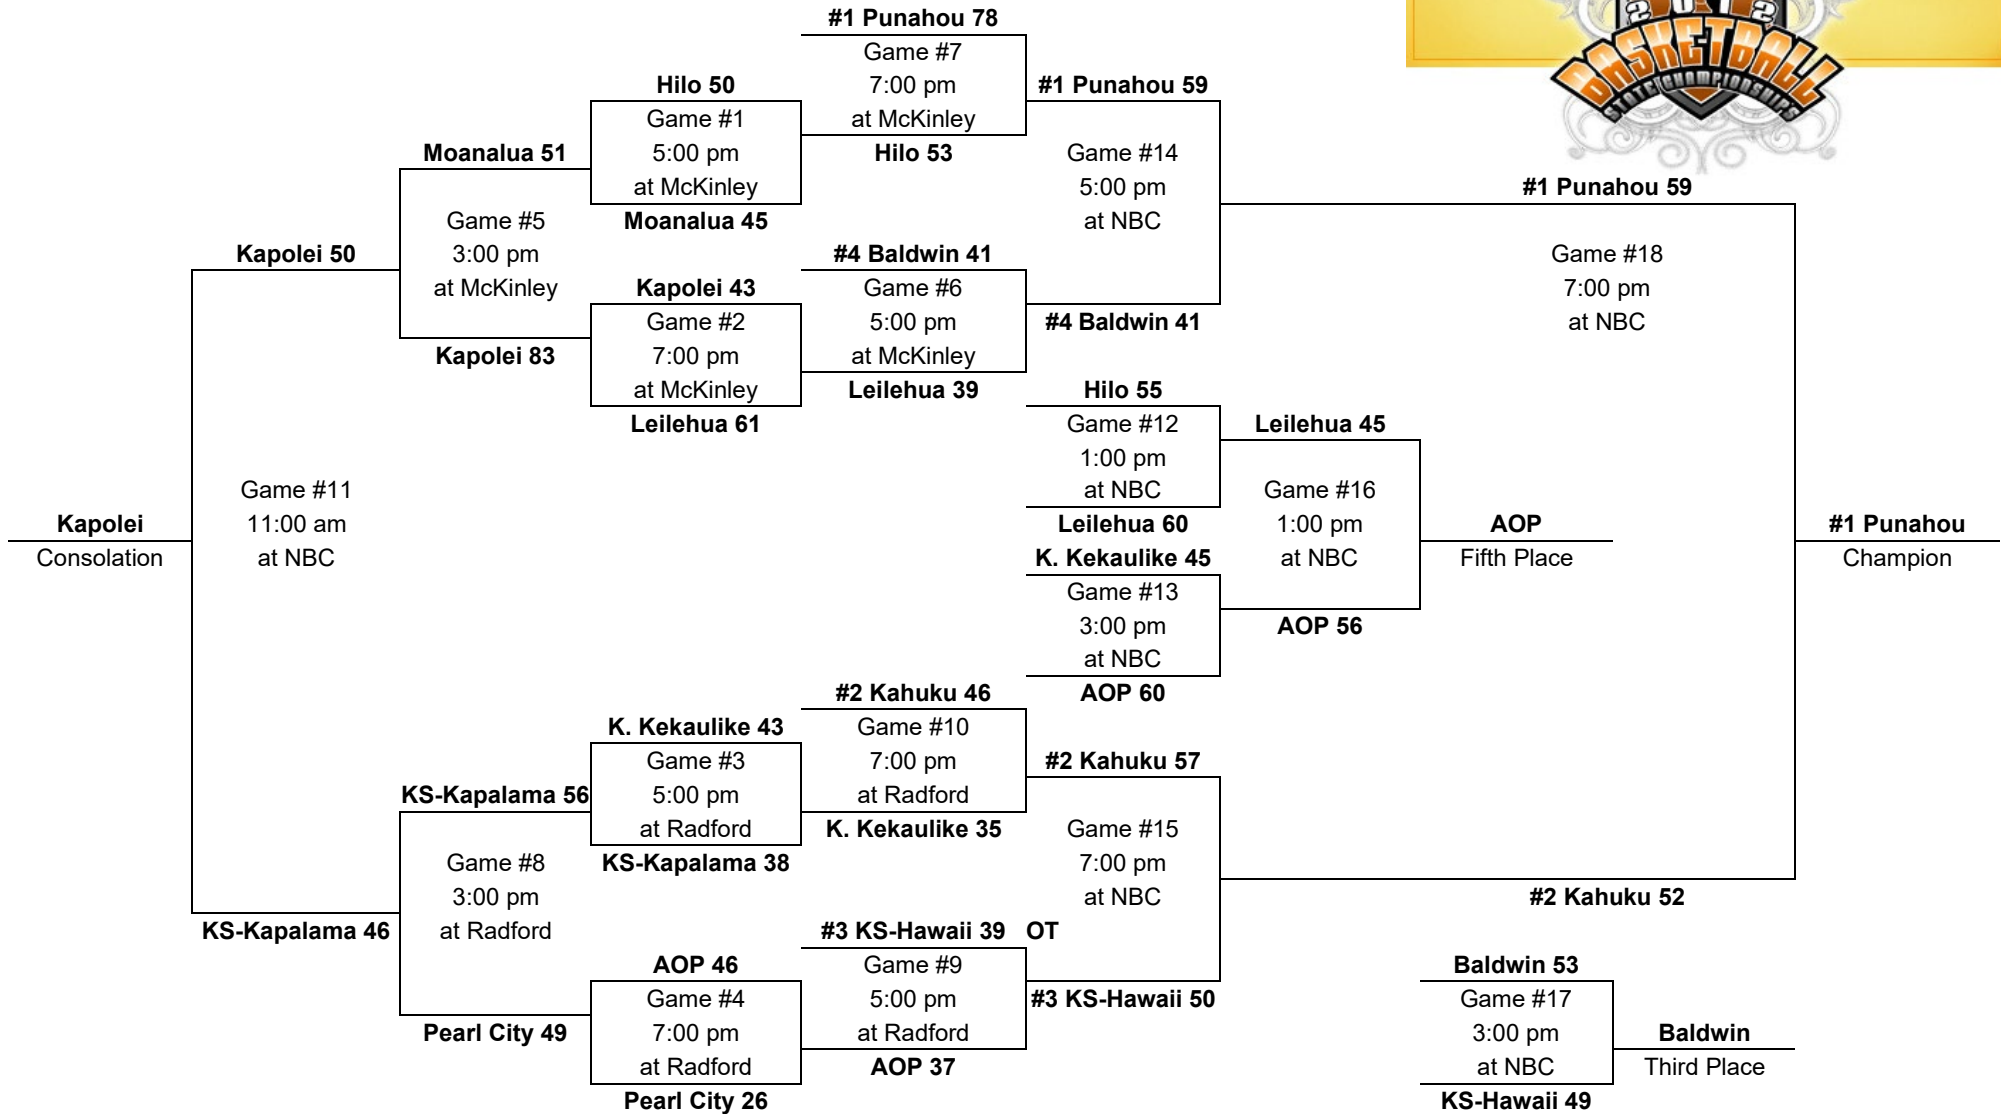 2012
BASKETBALL
STATE CHAMPIONSHIPS
#1 Punahou 78
Game #7
7:00 pm
at McKinley
Hilo 53
Hilo 50
Game #1
5:00 pm
at McKinley
Moanalua 45
#1 Punahou 59
Game #14
5:00 pm
at NBC
#4 Baldwin 41
Moanalua 51
Game #5
3:00 pm
at McKinley
Kapolei 83
#1 Punahou 59
Game #18
7:00 pm
at NBC
#2 Kahuku 52
Kapolei 50
Game #11
11:00 am
at NBC
KS-Kapalama 46
#4 Baldwin 41
Game #6
5:00 pm
at McKinley
Leilehua 39
Kapolei 43
Game #2
7:00 pm
at McKinley
Leilehua 61
Hilo 55
Game #12
1:00 pm
at NBC
Leilehua 60
Leilehua 45
Game #16
1:00 pm
at NBC
AOP 56
K. Kekaulike 45
Game #13
3:00 pm
at NBC
AOP 60
Kapolei
Consolation
AOP
Fifth Place
#1 Punahou
Champion
#2 Kahuku 46
Game #10
7:00 pm
at Radford
K. Kekaulike 35
K. Kekaulike 43
Game #3
5:00 pm
at Radford
KS-Kapalama 38
#2 Kahuku 57
Game #15
7:00 pm
at NBC
#3 KS-Hawaii 50
KS-Kapalama 56
Game #8
3:00 pm
at Radford
Pearl City 49
#3 KS-Hawaii 39 OT
Game #9
5:00 pm
at Radford
AOP 37
AOP 46
Game #4
7:00 pm
at Radford
Pearl City 26
Baldwin 53
Game #17
3:00 pm
at NBC
KS-Hawaii 49
Baldwin
Third Place